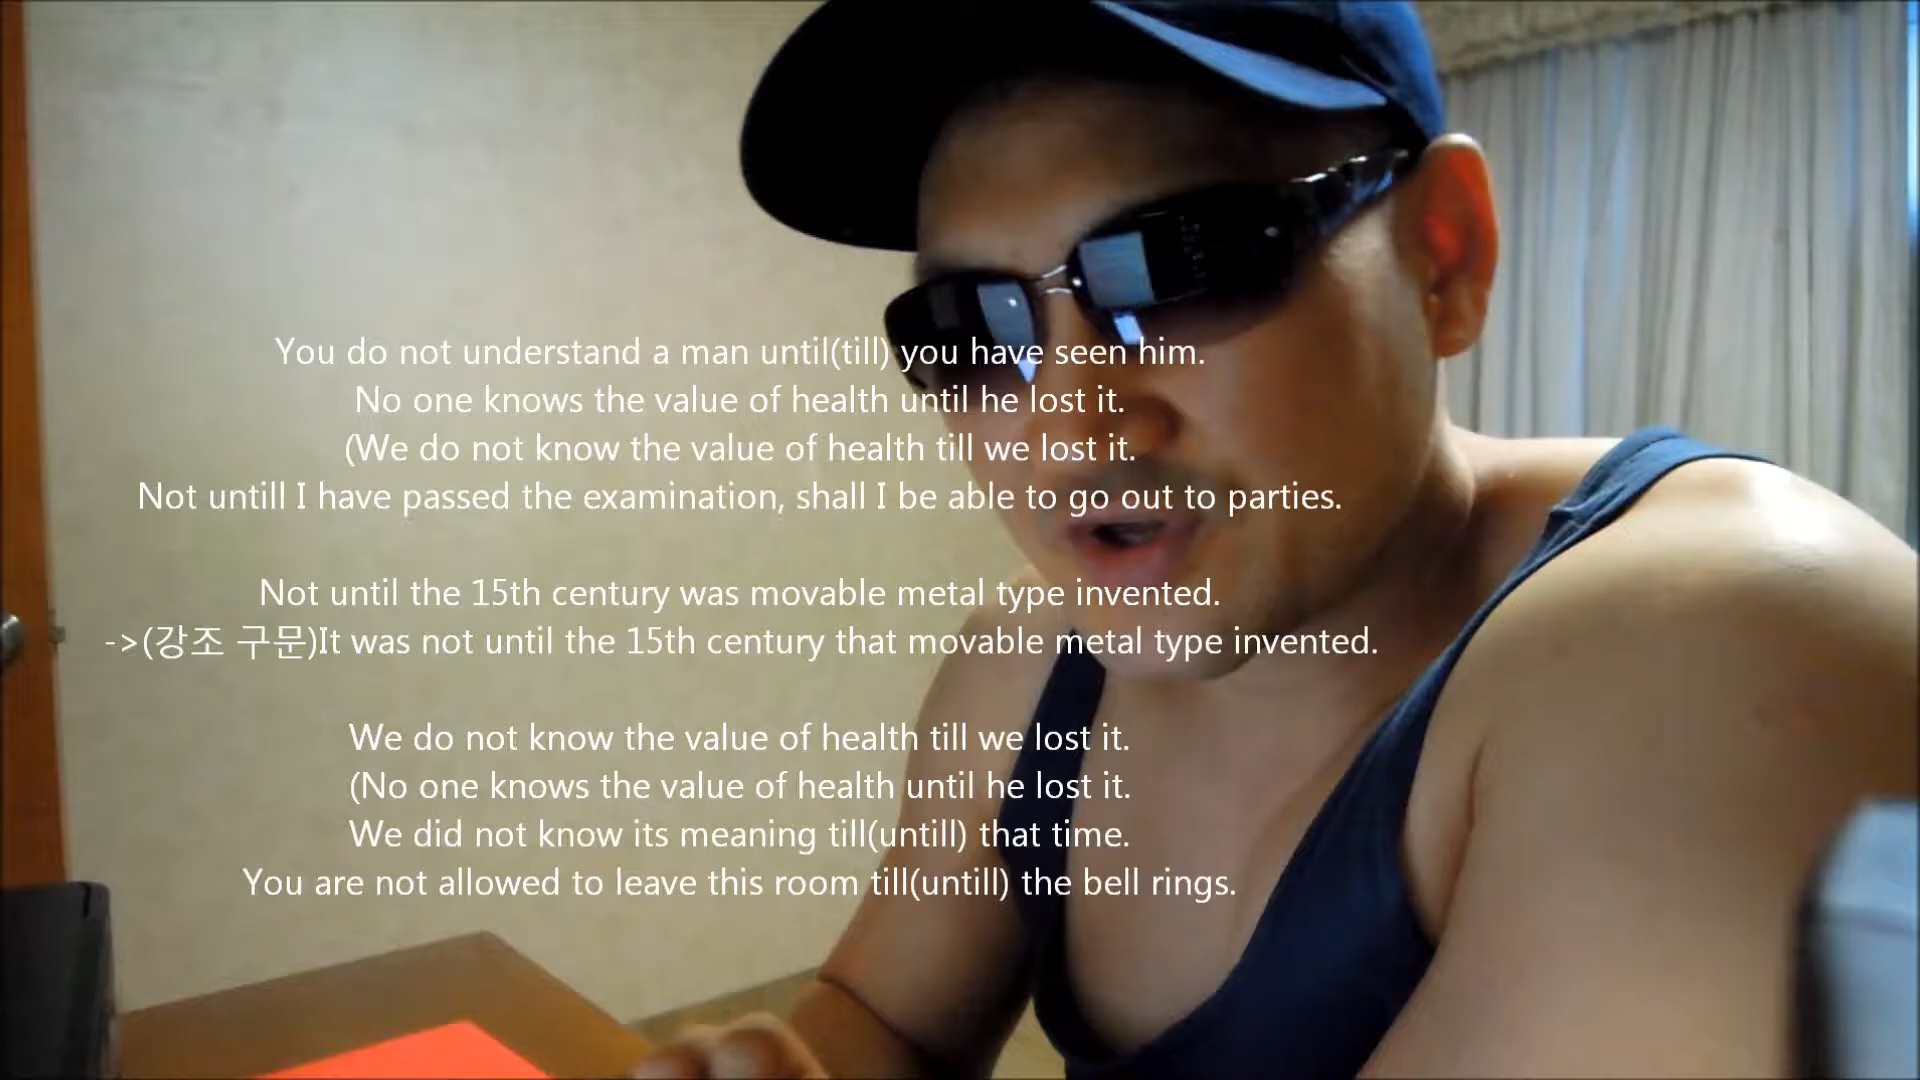 You do not understand a man until(till) you have seen him.
No one knows the value of health until he lost it.
(We do not know the value of health till we lost it.
Not untill I have passed the examination, shall I be able to go out to parties.
Not until the 15th century was movable metal type invented.
->(강조 구문)It was not until the 15th century that movable metal type invented.
We do not know the value of health till we lost it.
(No one knows the value of health until he lost it.
We did not know its meaning till(untill) that time.
You are not allowed to leave this room till(untill) the bell rings.